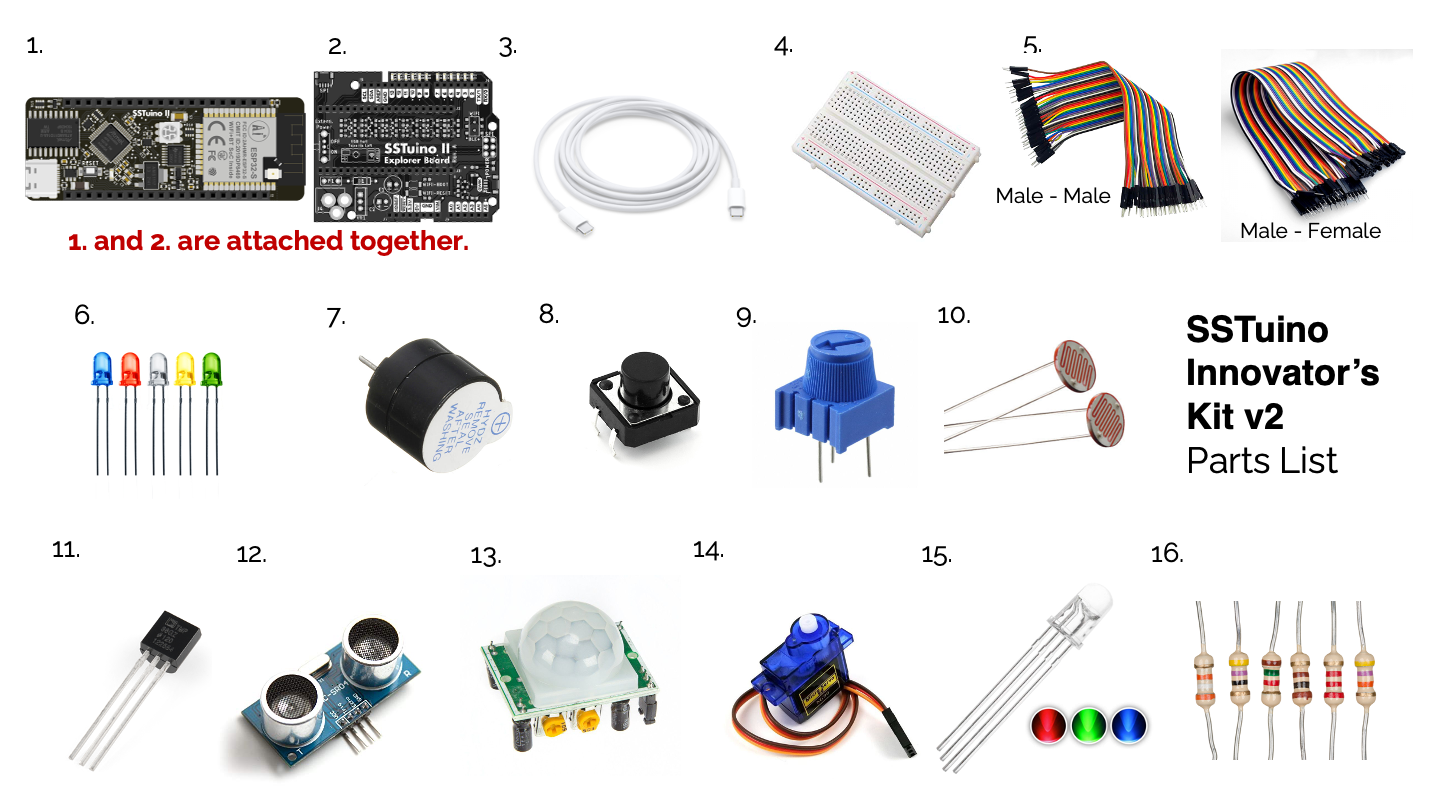 1.
2.
3.
4.
5.
SSTuino II
ESP32-S
RESET
SSTuino II
Explorer Board
Male - Male
Male - Female
1. and 2. are attached together.
6.
7.
8.
9.
10.
HYDZ
REMOVE
SEAL
AFTER
WASHING
SSTuino
Innovator's
Kit v2
Parts List
11.
12.
13.
14.
15.
16.
T
R